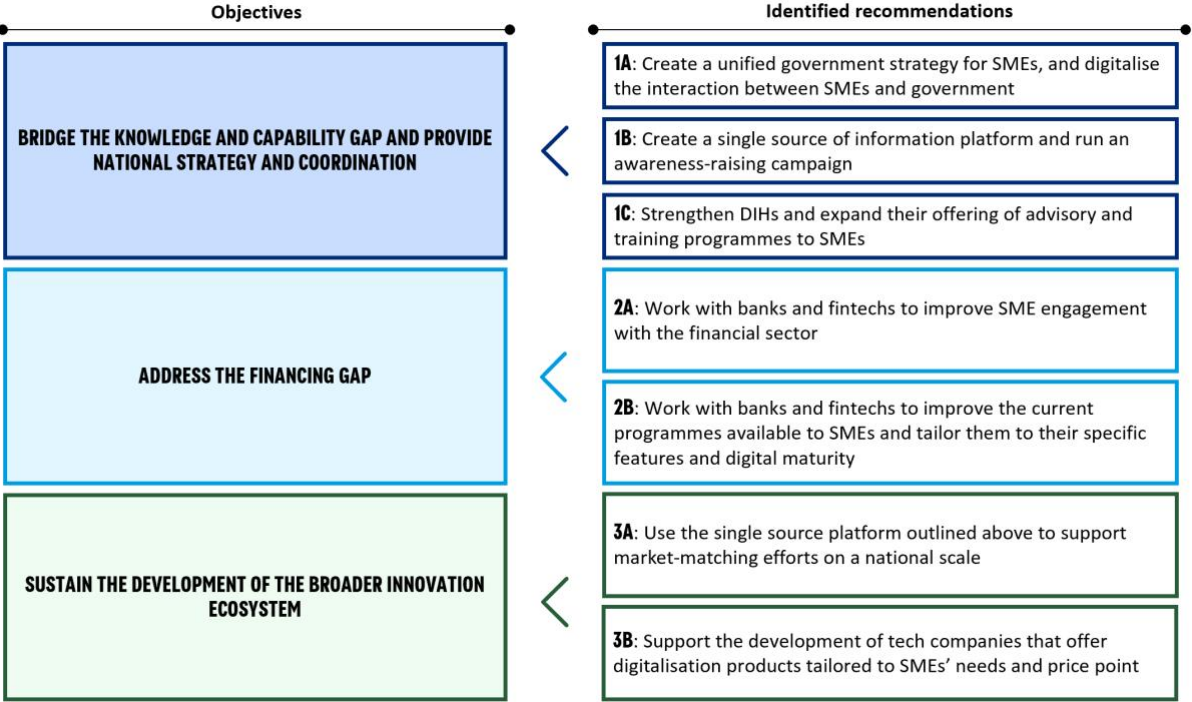 Objectives
Identified recommendations
BRIDGE THE KNOWLEDGE AND CAPABILITY GAP AND PROVIDE
NATIONAL STRATEGY AND COORDINATION
1A: Create a unified government strategy for SMEs, and digitalise
the interaction between SMEs and government
1B: Create a single source of information platform and run an
awareness-raising campaign
1C: Strengthen DIHs and expand their offering of advisory and
training programmes to SMEs
ADDRESS THE FINANCING GAP
2A: Work with banks and fintechs to improve SME engagement
with the financial sector
2B: Work with banks and fintechs to improve the current
programmes available to SMEs and tailor them to their specific
features and digital maturity
SUSTAIN THE DEVELOPMENT OF THE BROADER INNOVATION
ECOSYSTEM
3A: Use the single source platform outlined above to support
market-matching efforts on a national scale
3B: Support the development of tech companies that offer
digitalisation products tailored to SMEs’ needs and price point